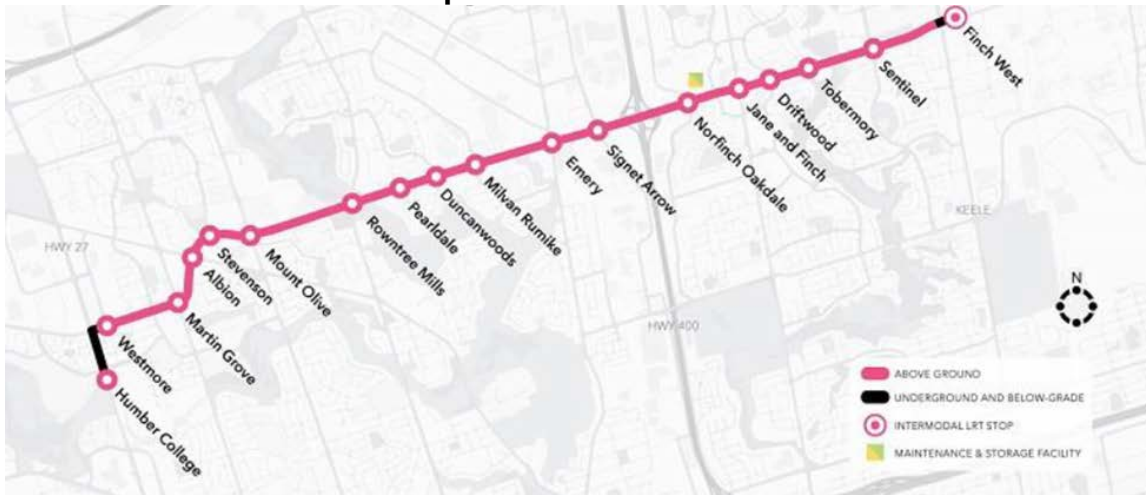 Finch West
Sentinel
Tobermory
Driftwood
Jane and Finch
Norfinch Oakdale
Signet Arrow
Emery
Milvan Rumike
Duncanwoods
Pearldale
Rowntree Mills
Mount Olive
Stevenson
Albion
Martin Grove
Westmore
Humber College
HWY 27
KEELE
HWY 400
N
ABOVE GROUND
UNDERGROUND AND BELOW-GRADE
INTERMODAL LRT STOP
MAINTENANCE & STORAGE FACILITY